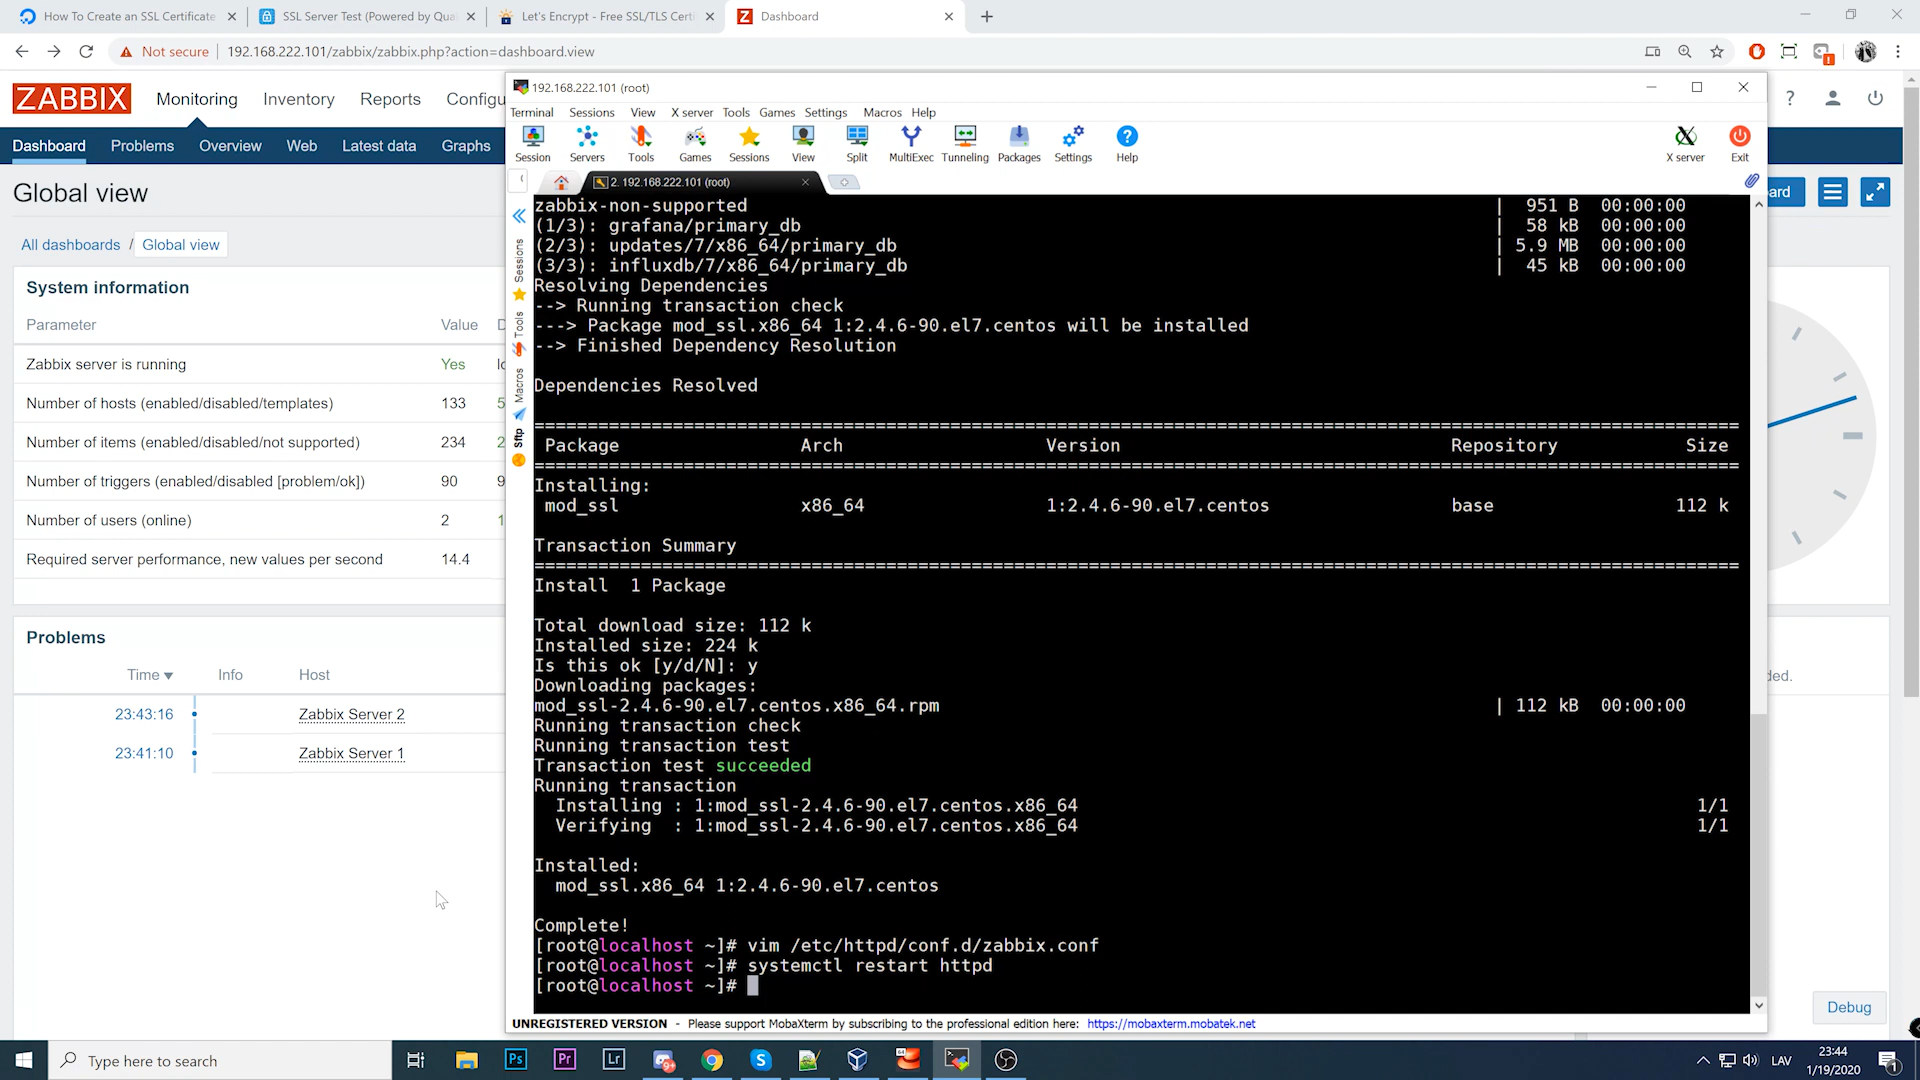 How To Create an SSL Certificate
SSL Server Test (Powered by Qua
Let's Encrypt - Free SSL/TLS Certi
Dashboard
Not secure
192.168.222.101/zabbix/zabbix.php?action=dashboard.view
ZABBIX
Monitoring
Inventory
Reports
Configu
Dashboard
Problems
Overview
Web
Latest data
Graphs
Global view
All dashboards / Global view
System information
Parameter Value D
Zabbix server is running Yes lo
Number of hosts (enabled/disabled/templates) 133 5
Number of items (enabled/disabled/not supported) 234 2
Number of triggers (enabled/disabled [problem/ok]) 90 9
Number of users (online) 2 1
Required server performance, new values per second 14.4
Problems
Time ▼ Info Host
23:43:16 Zabbix Server 2
23:41:10 Zabbix Server 1
ard
ded.
Debug
192.168.222.101 (root)
Terminal Sessions View X server Tools Games Settings Macros Help
Session Servers Tools Games Sessions View Split MultiExec Tunneling Packages Settings Help X server Exit
2. 192.168.222.101 (root)
Sessions
Tools
Macros
Sftp
zabbix-non-supported | 951 B 00:00:00
(1/3): grafana/primary_db | 58 kB 00:00:00
(2/3): updates/7/x86_64/primary_db | 5.9 MB 00:00:00
(3/3): influxdb/7/x86_64/primary_db | 45 kB 00:00:00
Resolving Dependencies
--> Running transaction check
---> Package mod_ssl.x86_64 1:2.4.6-90.el7.centos will be installed
--> Finished Dependency Resolution
Dependencies Resolved
Package Arch Version Repository Size
Installing:
mod_ssl x86_64 1:2.4.6-90.el7.centos base 112 k
Transaction Summary
Install 1 Package
Total download size: 112 k
Installed size: 224 k
Is this ok [y/d/N]: y
Downloading packages:
mod_ssl-2.4.6-90.el7.centos.x86_64.rpm | 112 kB 00:00:00
Running transaction check
Running transaction test
Transaction test succeeded
Running transaction
Installing : 1:mod_ssl-2.4.6-90.el7.centos.x86_64 1/1
Verifying : 1:mod_ssl-2.4.6-90.el7.centos.x86_64 1/1
Installed:
mod_ssl.x86_64 1:2.4.6-90.el7.centos
Complete!
[root@localhost ~]# vim /etc/httpd/conf.d/zabbix.conf
[root@localhost ~]# systemctl restart httpd
[root@localhost ~]#
UNREGISTERED VERSION - Please support MobaXterm by subscribing to the professional edition here: https://mobaxterm.mobatek.net
Type here to search
Ps
Pr
Lr
LAV
23:44
1/19/2020
1